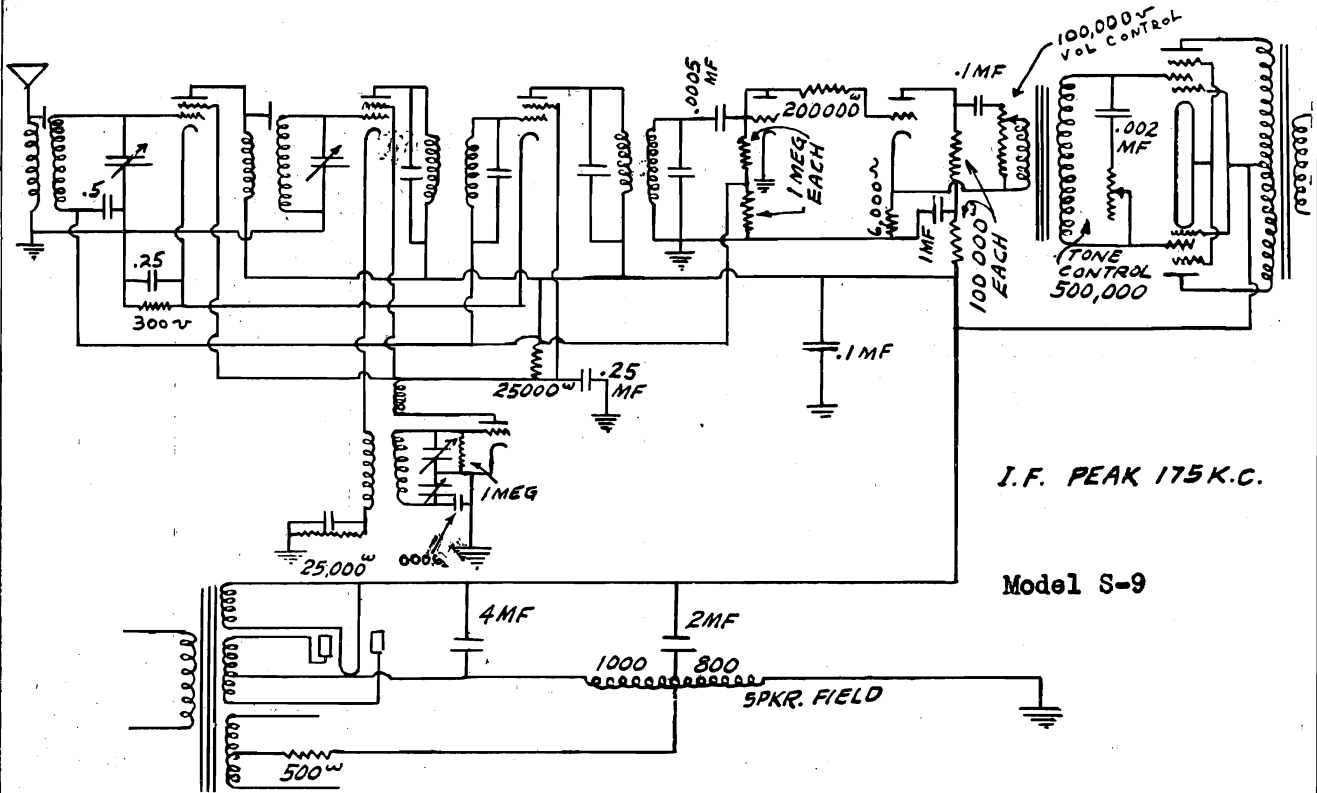 100,000~
VOL CONTROL
.0005
MF
.1MF
200000
.002
MF
1 MEG
EACH
6,000~
1MF
100 000 ω
EACH
TONE
CONTROL
500,000
.5
.25
300~
25000 ω
.25
MF
.1MF
1MEG
25,000 ω
I.F. PEAK 175 K.C.
Model S-9
4MF
2MF
1000
800
SPKR. FIELD
500 ω